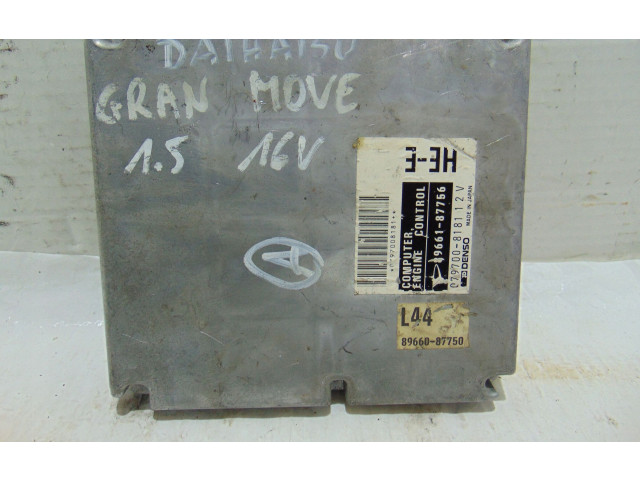 DAIHATSU
GRAN MOVE
1.5 16V
A
HE-E
COMPUTER,
ENGINE CONTROL
89661-87756
079700-8181 12V
DENSO MADE IN JAPAN
L44
89660-87750